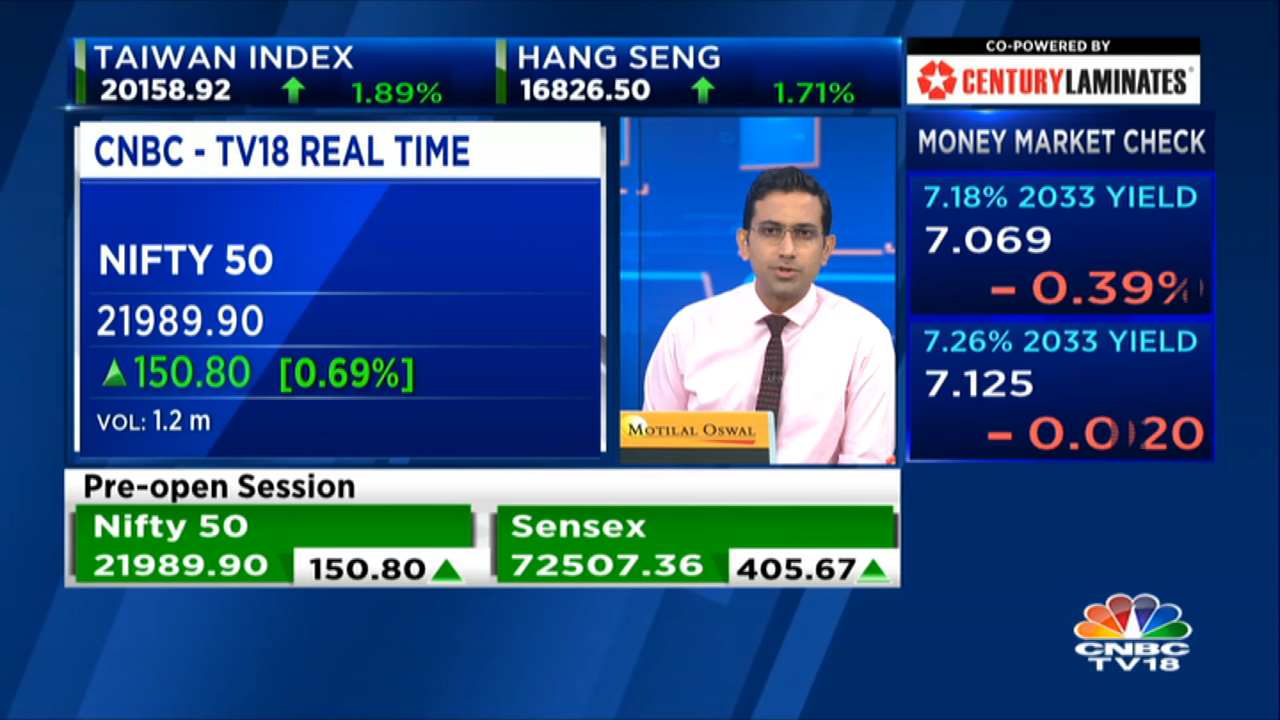 TAIWAN INDEX
20158.92 1.89%
HANG SENG
16826.50 1.71%
CO-POWERED BY
CENTURYLAMINATES
CNBC - TV18 REAL TIME
NIFTY 50
21989.90
▲150.80 [0.69%]
VOL: 1.2 m
MOTILAL OSWAL
MONEY MARKET CHECK
7.18% 2033 YIELD
7.069
- 0.39%
7.26% 2033 YIELD
7.125
Pre-open Session
Nifty 50
21989.90 150.80▲
Sensex
72507.36 405.67▲
CNBC
TV18